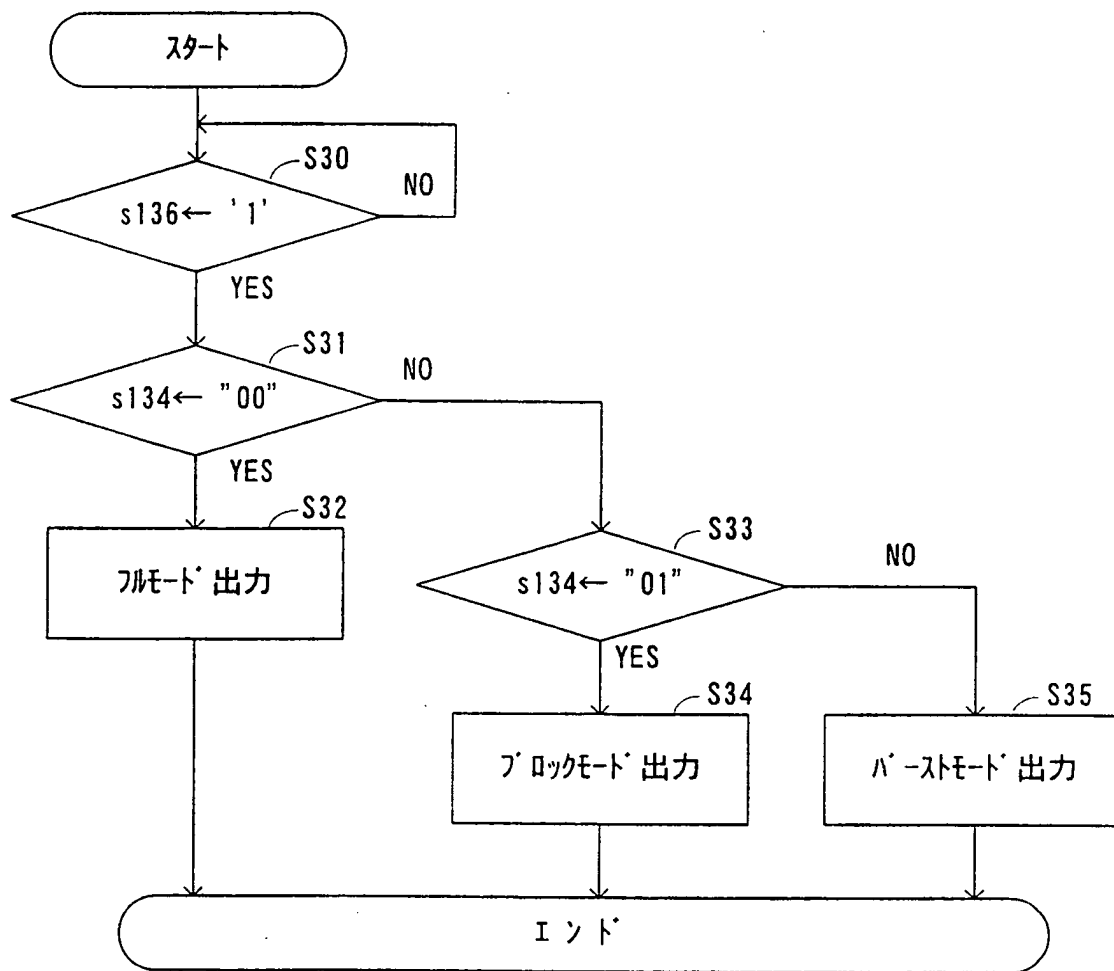 スタート
S30
s136← '1'
NO
YES
S31
s134← "00"
NO
YES
S32
フルモード出力
S33
s134← "01"
NO
YES
S34
ブロックモード出力
S35
バーストモード出力
エンド